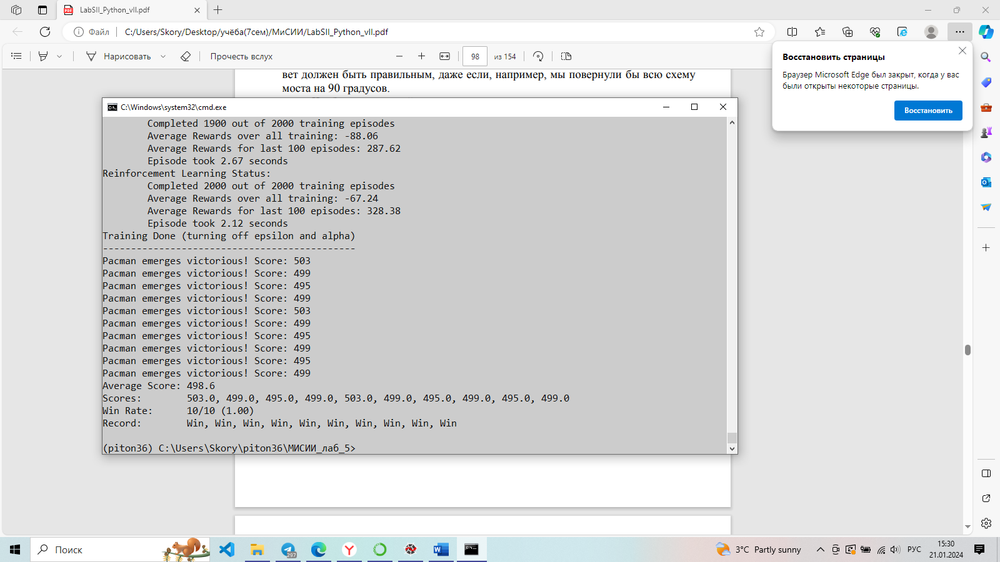 LabSII_Python_vII.pdf
Файл
C:/Users/Skory/Desktop/учёба(7сем)/МиСИИ/LabSII_Python_vII.pdf
Нарисовать
Прочесть вслух
98
из 154
Восстановить страницы
Браузер Microsoft Edge был закрыт, когда у вас
были открыты некоторые страницы.
Восстановить
вет должен быть правильным, даже если, например, мы повернули бы всю схему
моста на 90 градусов.
C:\Windows\system32\cmd.exe
Completed 1900 out of 2000 training episodes
Average Rewards over all training: -88.06
Average Rewards for last 100 episodes: 287.62
Episode took 2.67 seconds
Reinforcement Learning Status:
Completed 2000 out of 2000 training episodes
Average Rewards over all training: -67.24
Average Rewards for last 100 episodes: 328.38
Episode took 2.12 seconds
Training Done (turning off epsilon and alpha)
---------------------------------------------
Pacman emerges victorious! Score: 503
Pacman emerges victorious! Score: 499
Pacman emerges victorious! Score: 495
Pacman emerges victorious! Score: 499
Pacman emerges victorious! Score: 503
Pacman emerges victorious! Score: 499
Pacman emerges victorious! Score: 495
Pacman emerges victorious! Score: 499
Pacman emerges victorious! Score: 495
Pacman emerges victorious! Score: 499
Average Score: 498.6
Scores:        503.0, 499.0, 495.0, 499.0, 503.0, 499.0, 495.0, 499.0, 495.0, 499.0
Win Rate:      10/10 (1.00)
Record:        Win, Win, Win, Win, Win, Win, Win, Win, Win, Win
(piton36) C:\Users\Skory\piton36\МИСИИ_лаб_5>
Поиск
297
3°C Partly sunny
РУС
15:30
21.01.2024